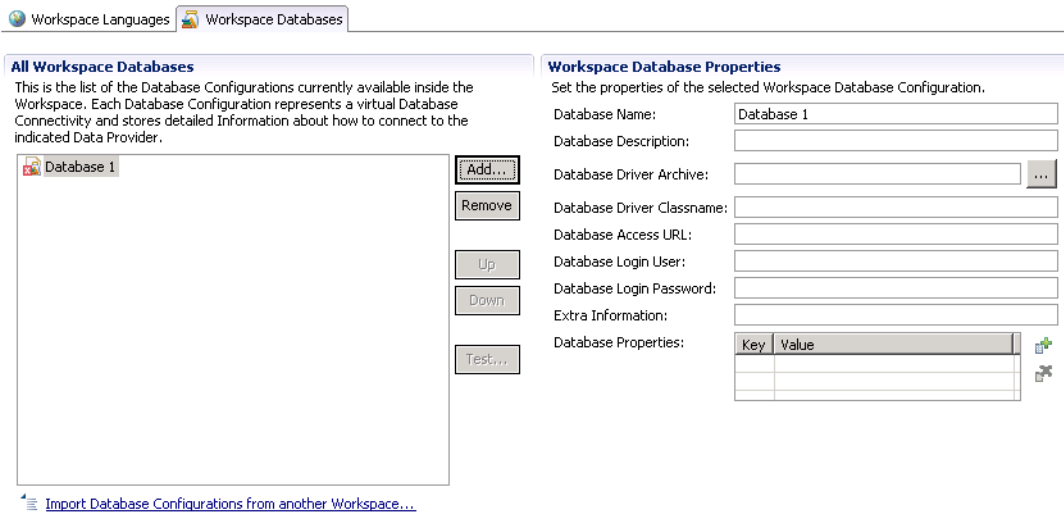 Workspace Languages
Workspace Databases
All Workspace Databases
This is the list of the Database Configurations currently available inside the
Workspace. Each Database Configuration represents a virtual Database
Connectivity and stores detailed Information about how to connect to the
indicated Data Provider.
Database 1
Add...
Remove
Up
Down
Test...
Import Database Configurations from another Workspace...
Workspace Database Properties
Set the properties of the selected Workspace Database Configuration.
Database Name: Database 1
Database Description:
Database Driver Archive: ...
Database Driver Classname:
Database Access URL:
Database Login User:
Database Login Password:
Extra Information:
Database Properties: Key Value